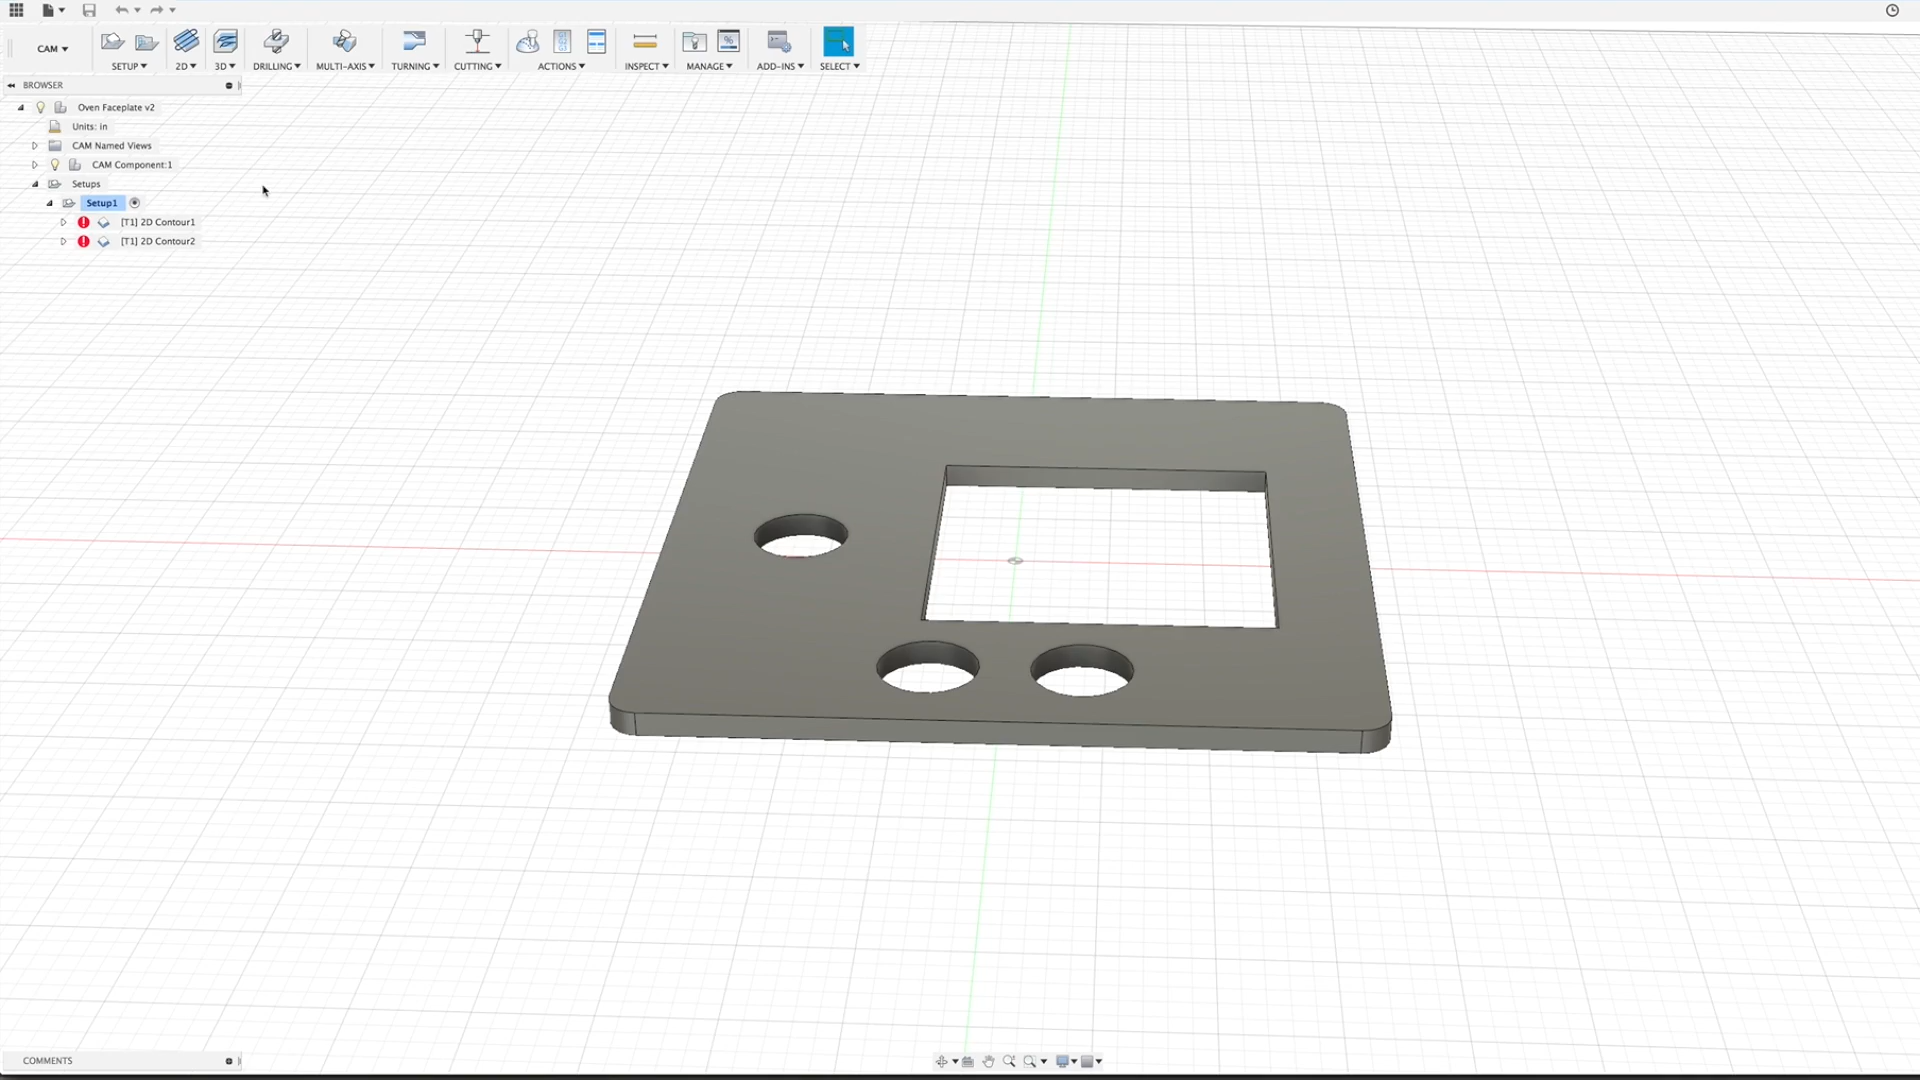 CAM
SETUP 2D 3D DRILLING MULTI-AXIS TURNING CUTTING ACTIONS INSPECT MANAGE ADD-INS SELECT
BROWSER
Oven Faceplate v2
Units: in
CAM Named Views
CAM Component:1
Setups
Setup1
[T1] 2D Contour1
[T1] 2D Contour2
COMMENTS